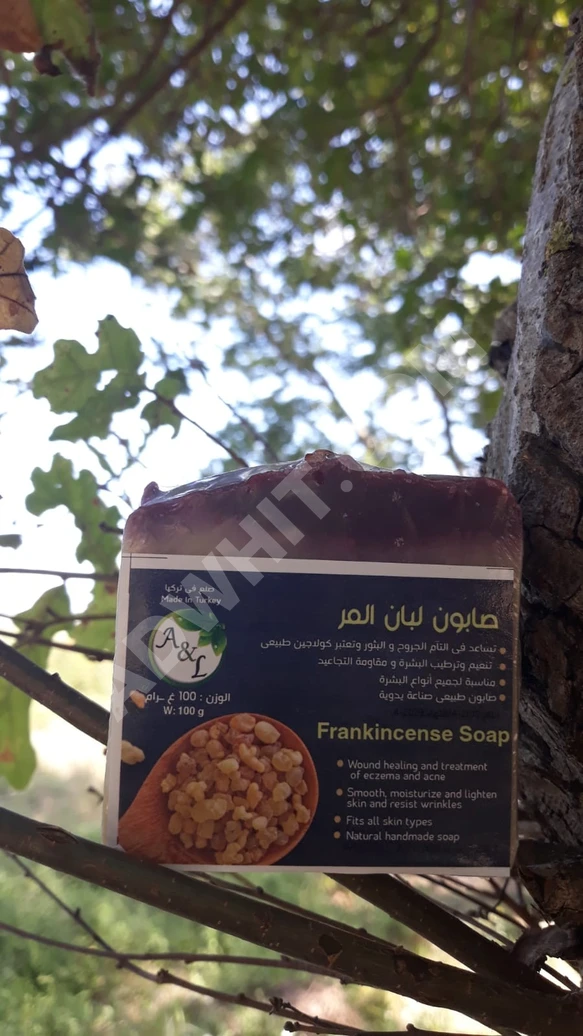 صنع في تركيا
Made In Turkey
A&L
الوزن : 100 غ ـرام
W: 100 g
صابون لبان المر
تساعد في التام الجروح و البثور وتعتبر كولاجين طبيعي
تنعيم وترطيب البشرة و مقاومة التجاعيد
مناسبة لجميع أنواع البشرة
صابون طبيعي صناعة يدوية
Frankincense Soap
Wound healing and treatment
of eczema and acne
Smooth, moisturize and lighten
skin and resist wrinkles
Fits all skin types
Natural handmade soap